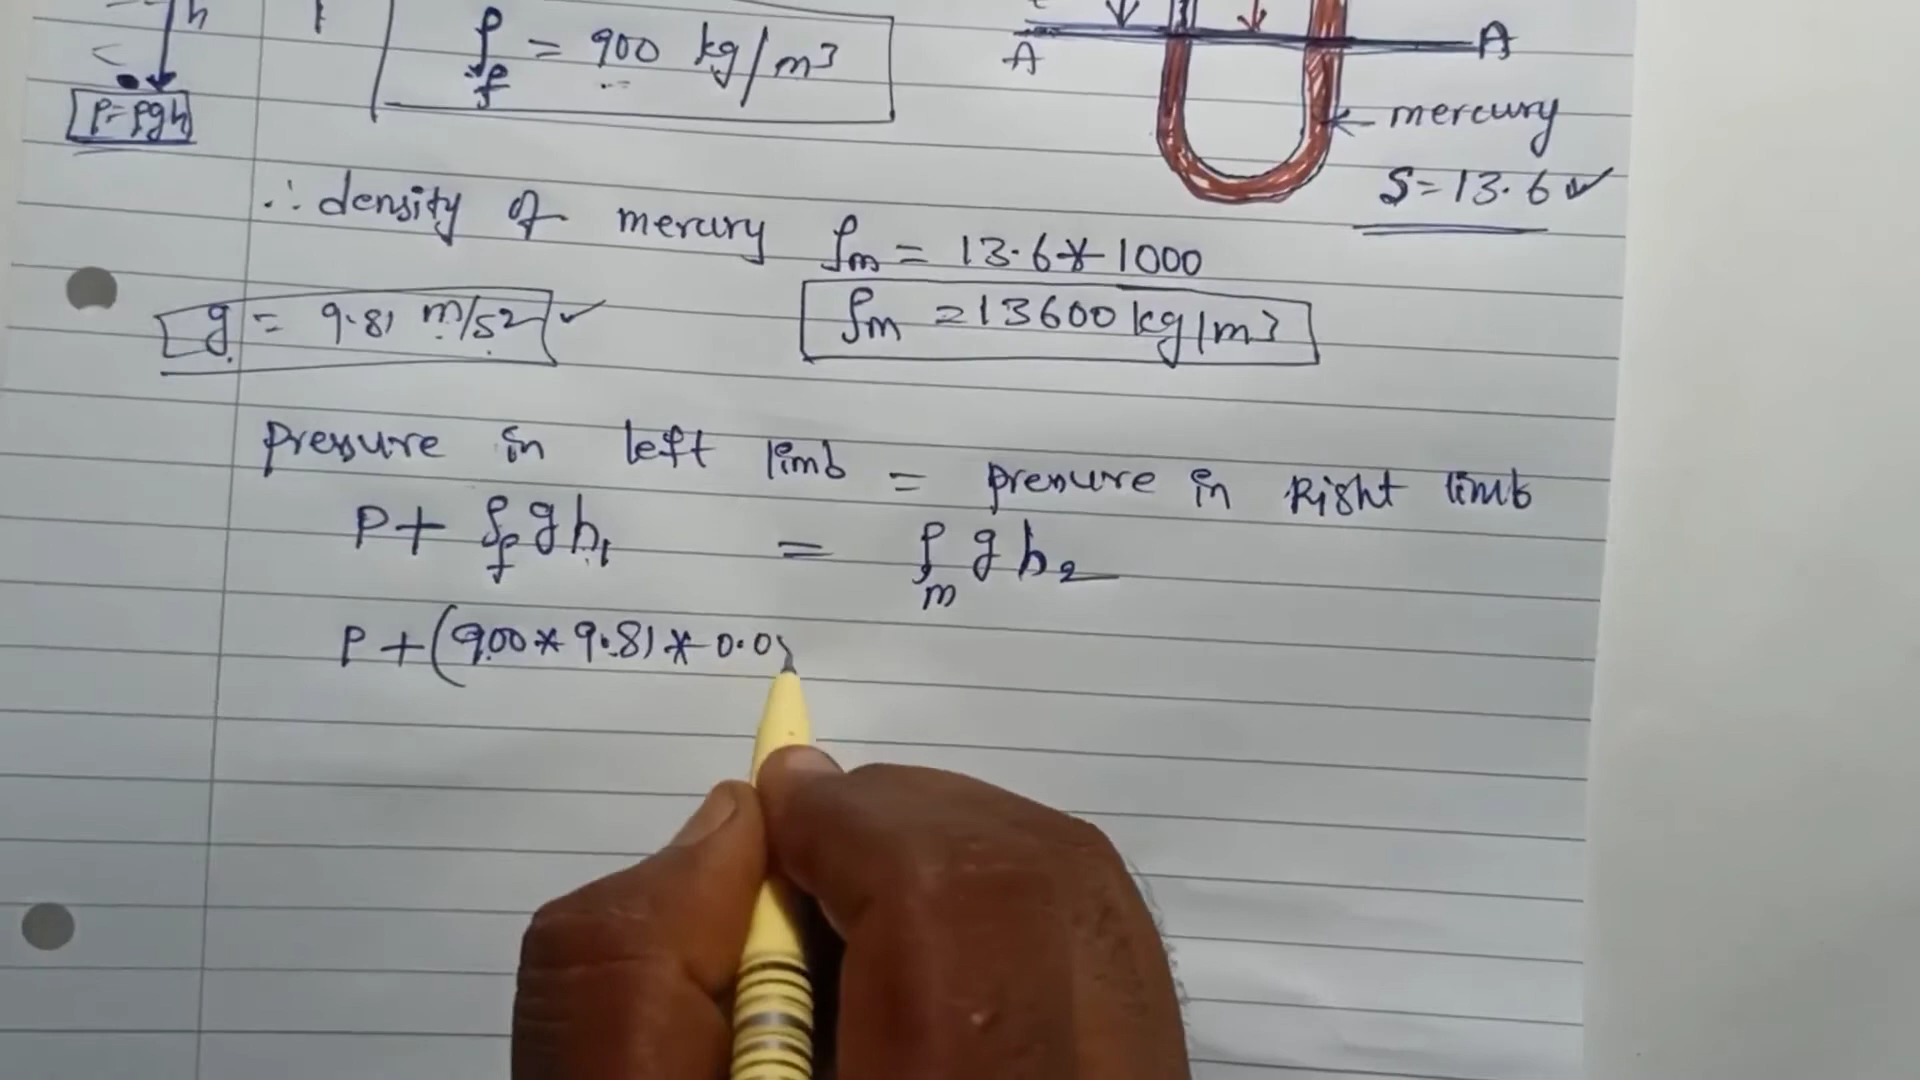 h
ρf = 900 kg/m3
A A
P=ρgh
mercury
S=13.6
∴ density of mercury ρm = 13.6*1000
g = 9.81 m/s2
ρm =13600 kg/m3
pressure in left limb = pressure in Right limb
P+ ρf g h1 = ρm g h2
P+(900*9.81*0.0